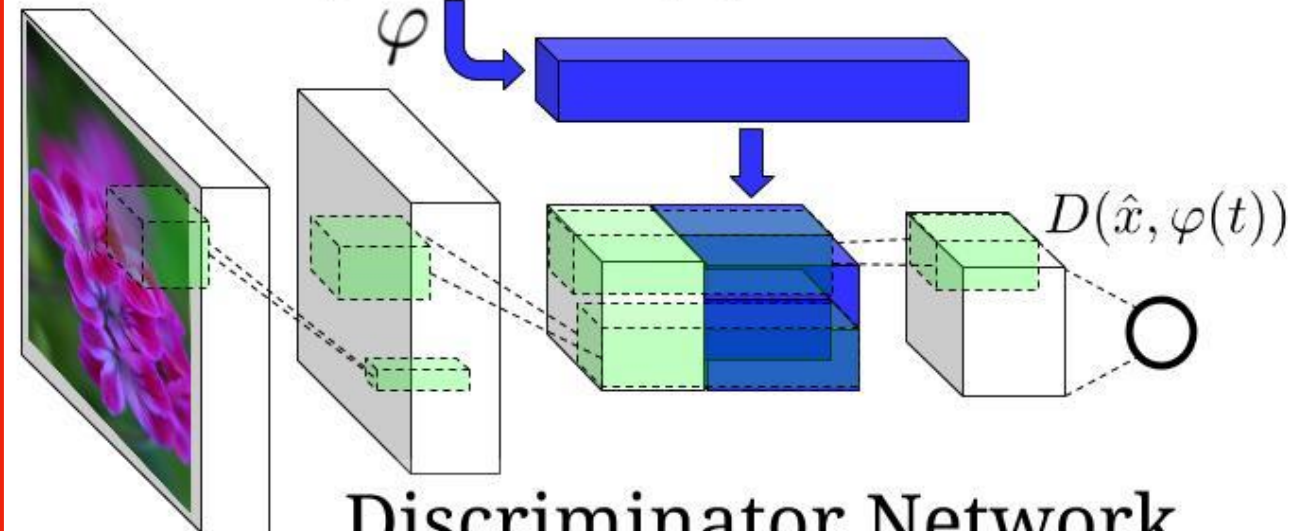 φ
D(x̂, φ(t))
Discriminator Network